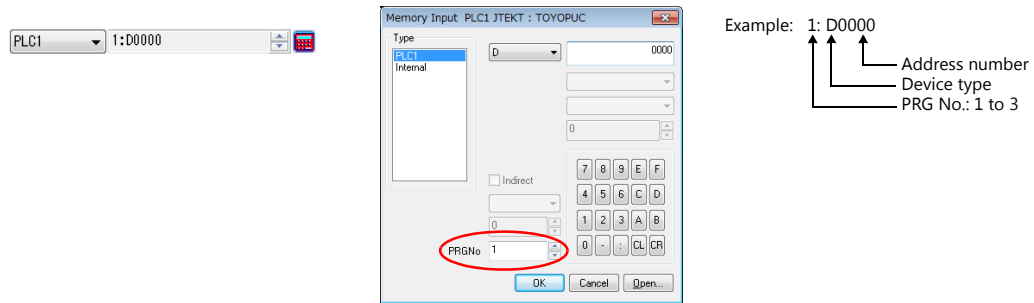 PLC1
1:D0000
Memory Input PLC1 JTEKT : TOYOPUC
Type
PLC1
Internal
D
0000
0
Indirect
0
PRGNo
1
7 8 9 E F
4 5 6 C D
1 2 3 A B
0 - : CL CR
OK
Cancel
Open...
Example: 1: D0000
Address number
Device type
PRG No.: 1 to 3